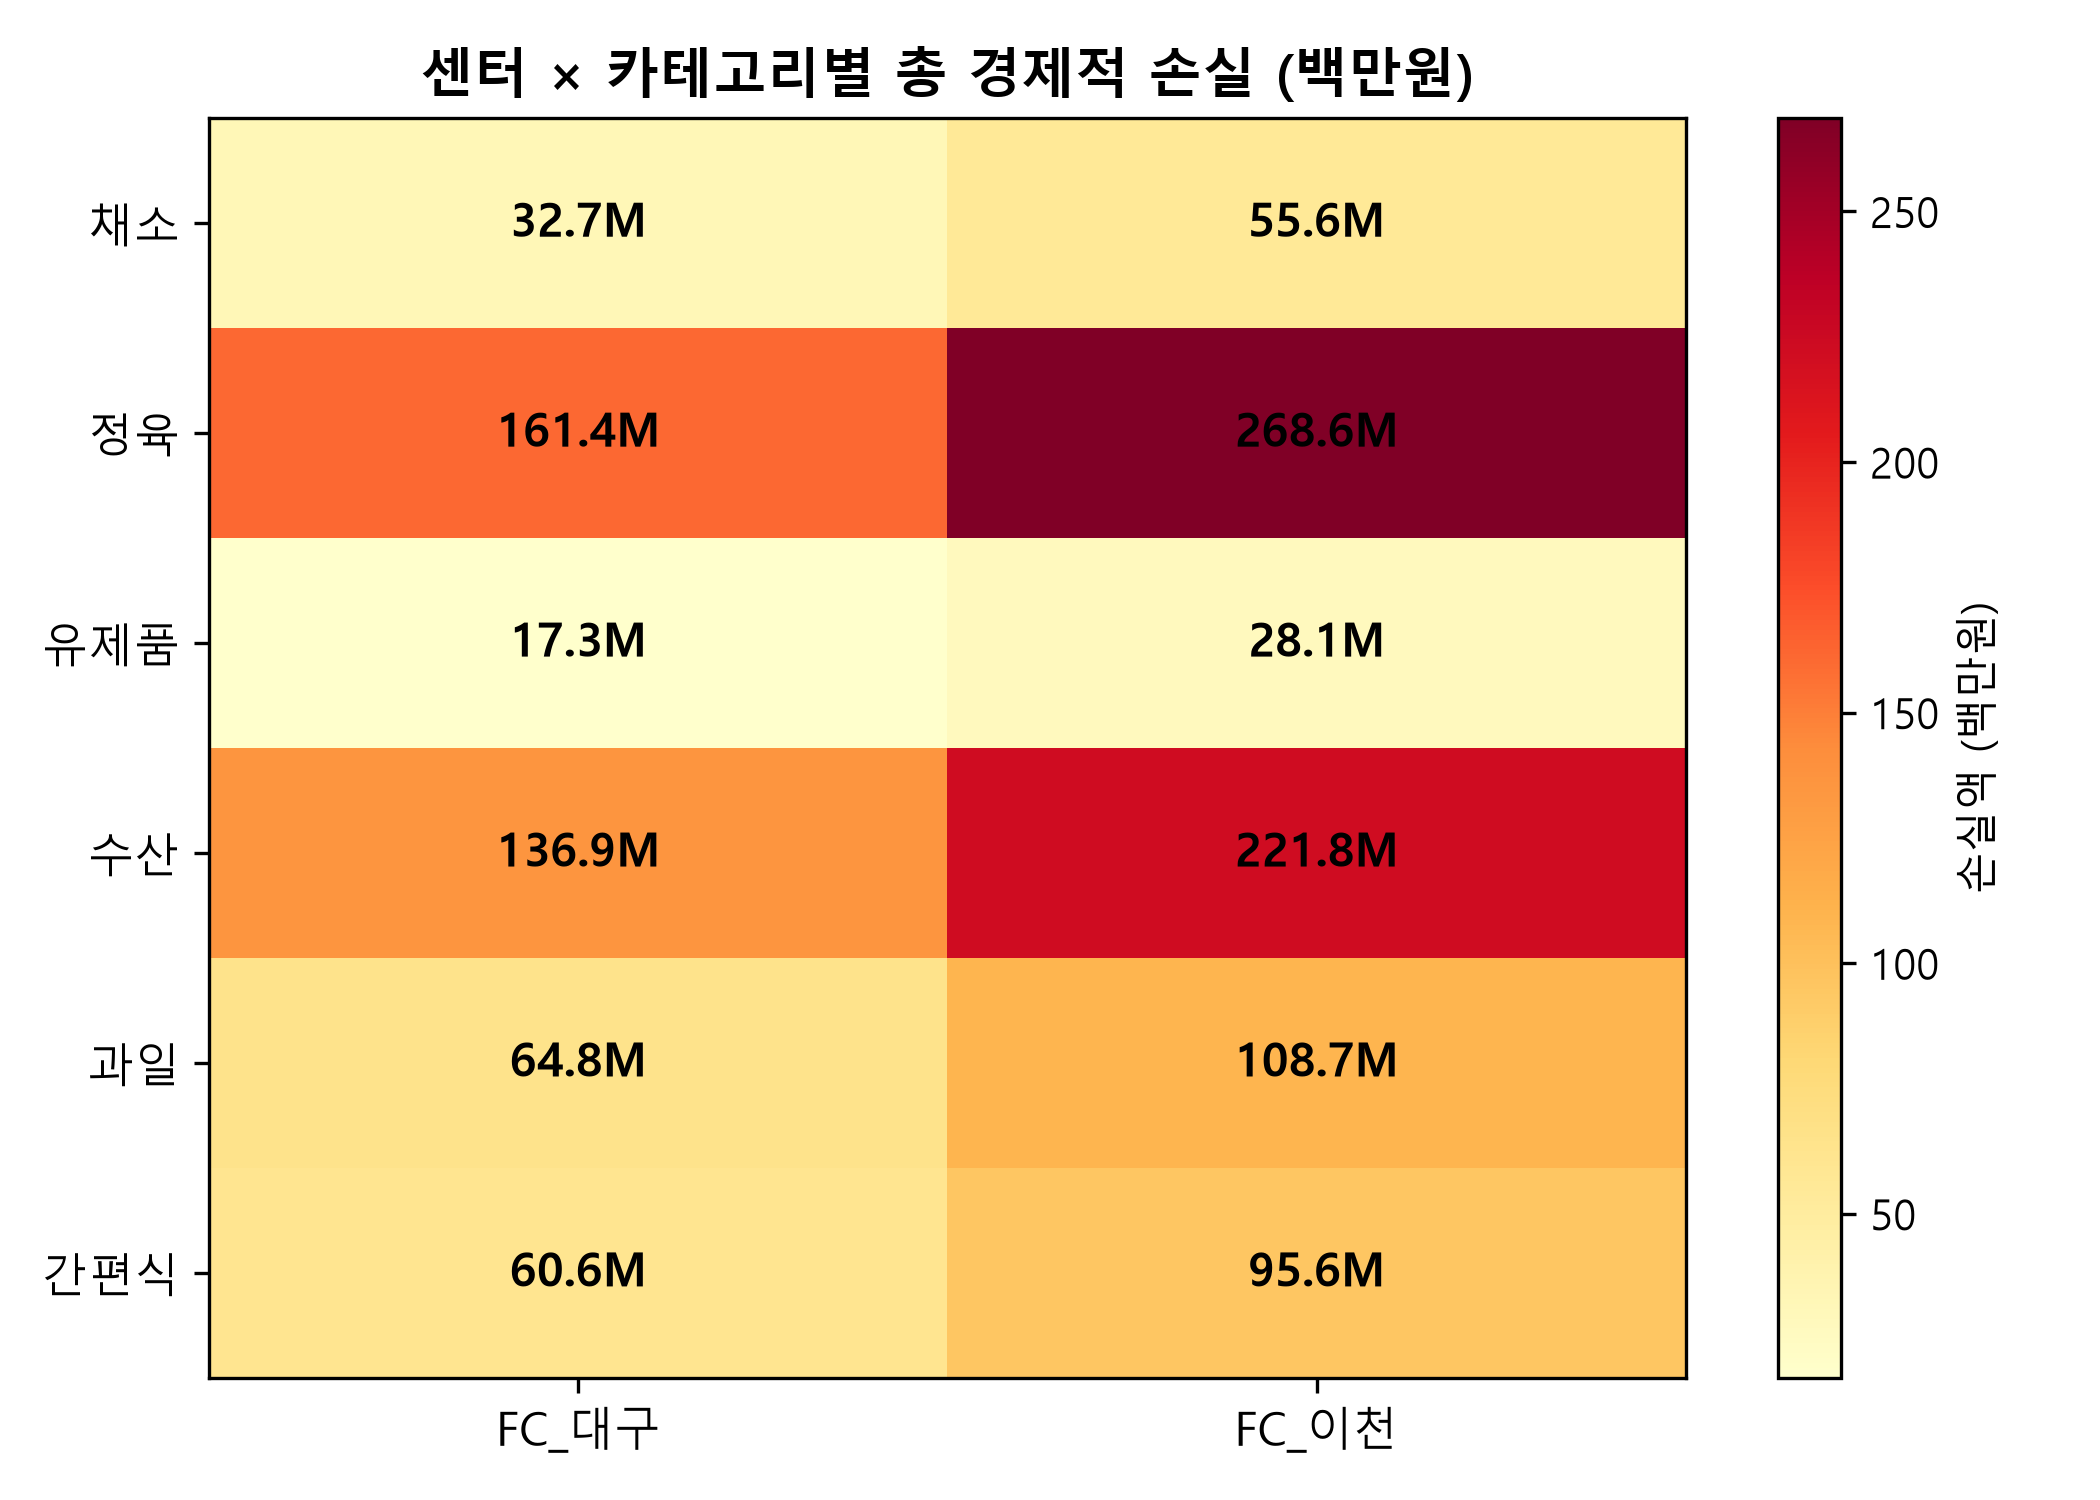 센터 × 카테고리별 총 경제적 손실 (백만원)
채소 32.7M 55.6M
정육 161.4M 268.6M
유제품 17.3M 28.1M
수산 136.9M 221.8M
과일 64.8M 108.7M
간편식 60.6M 95.6M
FC_대구 FC_이천
250
200
150
100
50
손실액 (백만원)